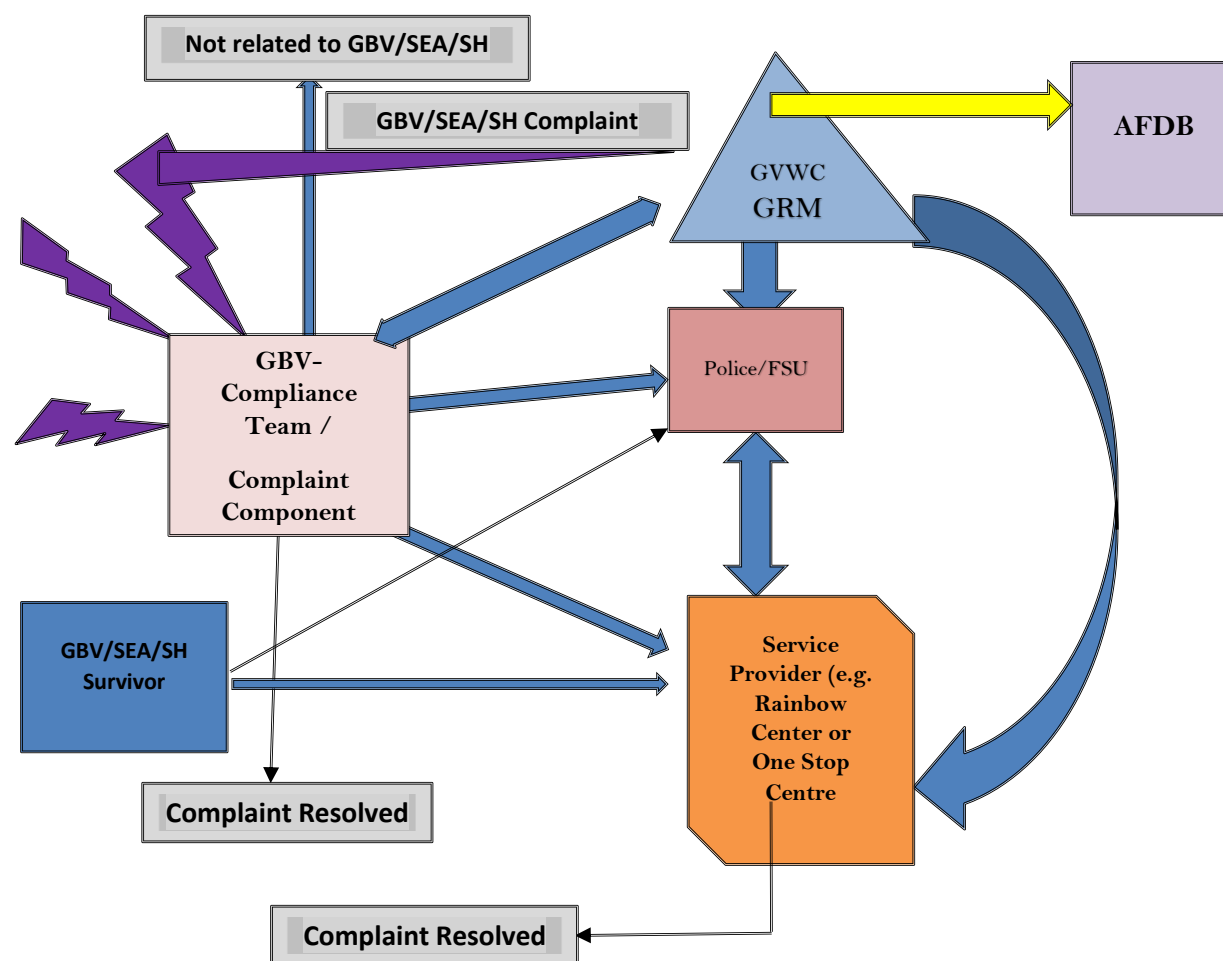 Not related to GBV/SEA/SH
GBV/SEA/SH Complaint
AFDB
GVWC
GRM
GBV-
Compliance
Team /
Complaint
Component
Police/FSU
GBV/SEA/SH
Survivor
Service
Provider (e.g.
Rainbow
Center or
One Stop
Centre
Complaint Resolved
Complaint Resolved